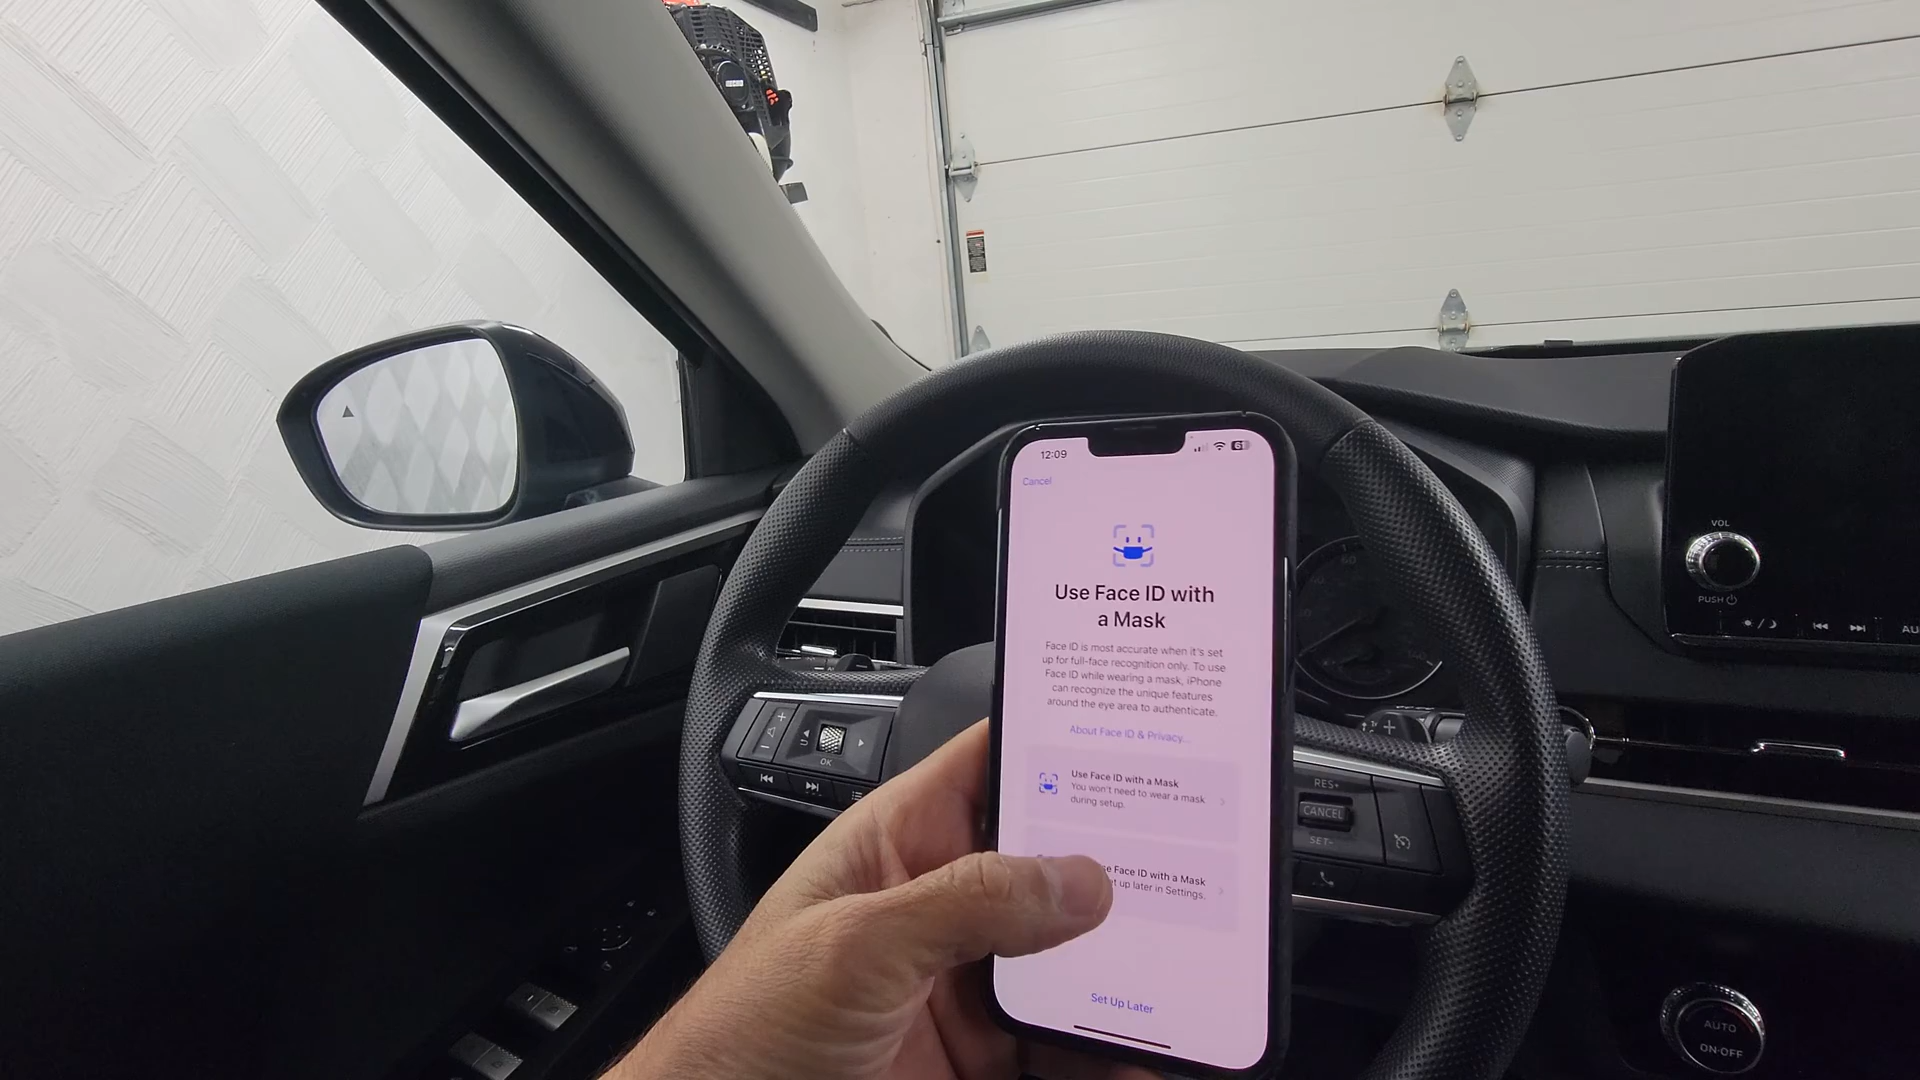 12:09
61
Cancel
Use Face ID with
a Mask
Face ID is most accurate when it's set
up for full-face recognition only. To use
Face ID while wearing a mask, iPhone
can recognize the unique features
around the eye area to authenticate.
About Face ID & Privacy...
Use Face ID with a Mask
You won't need to wear a mask
during setup.
Face ID with a Mask
up later in Settings.
Set Up Later
VOL
PUSH
AU
OK
RES+
CANCEL
SET-
60
AUTO
ON·OFF